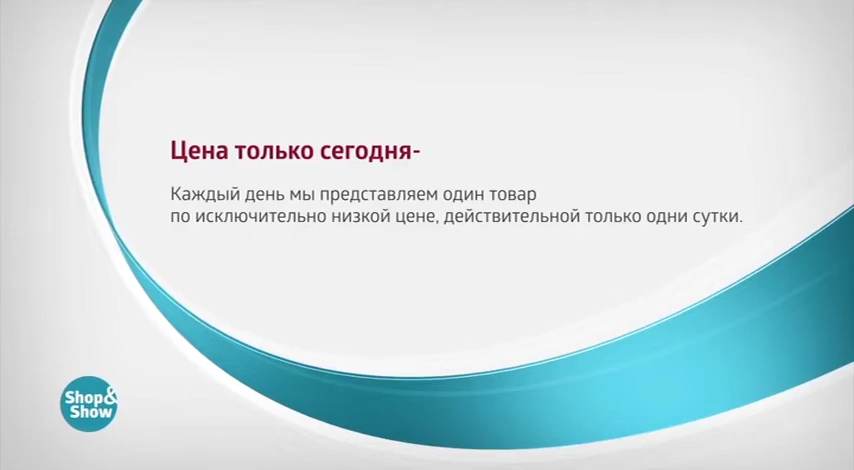 Цена только сегодня-
Каждый день мы представляем один товар
по исключительно низкой цене, действительной только одни сутки.
Shop&
Show